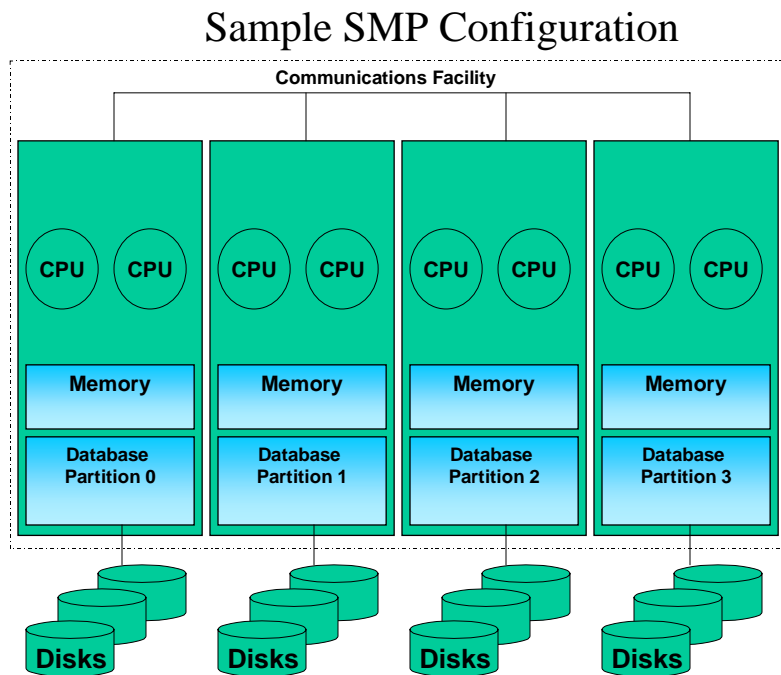 Sample SMP Configuration
Communications Facility
CPU CPU CPU CPU CPU CPU CPU CPU
Memory Memory Memory Memory
Database Database Database Database
Partition 0 Partition 1 Partition 2 Partition 3
Disks Disks Disks Disks